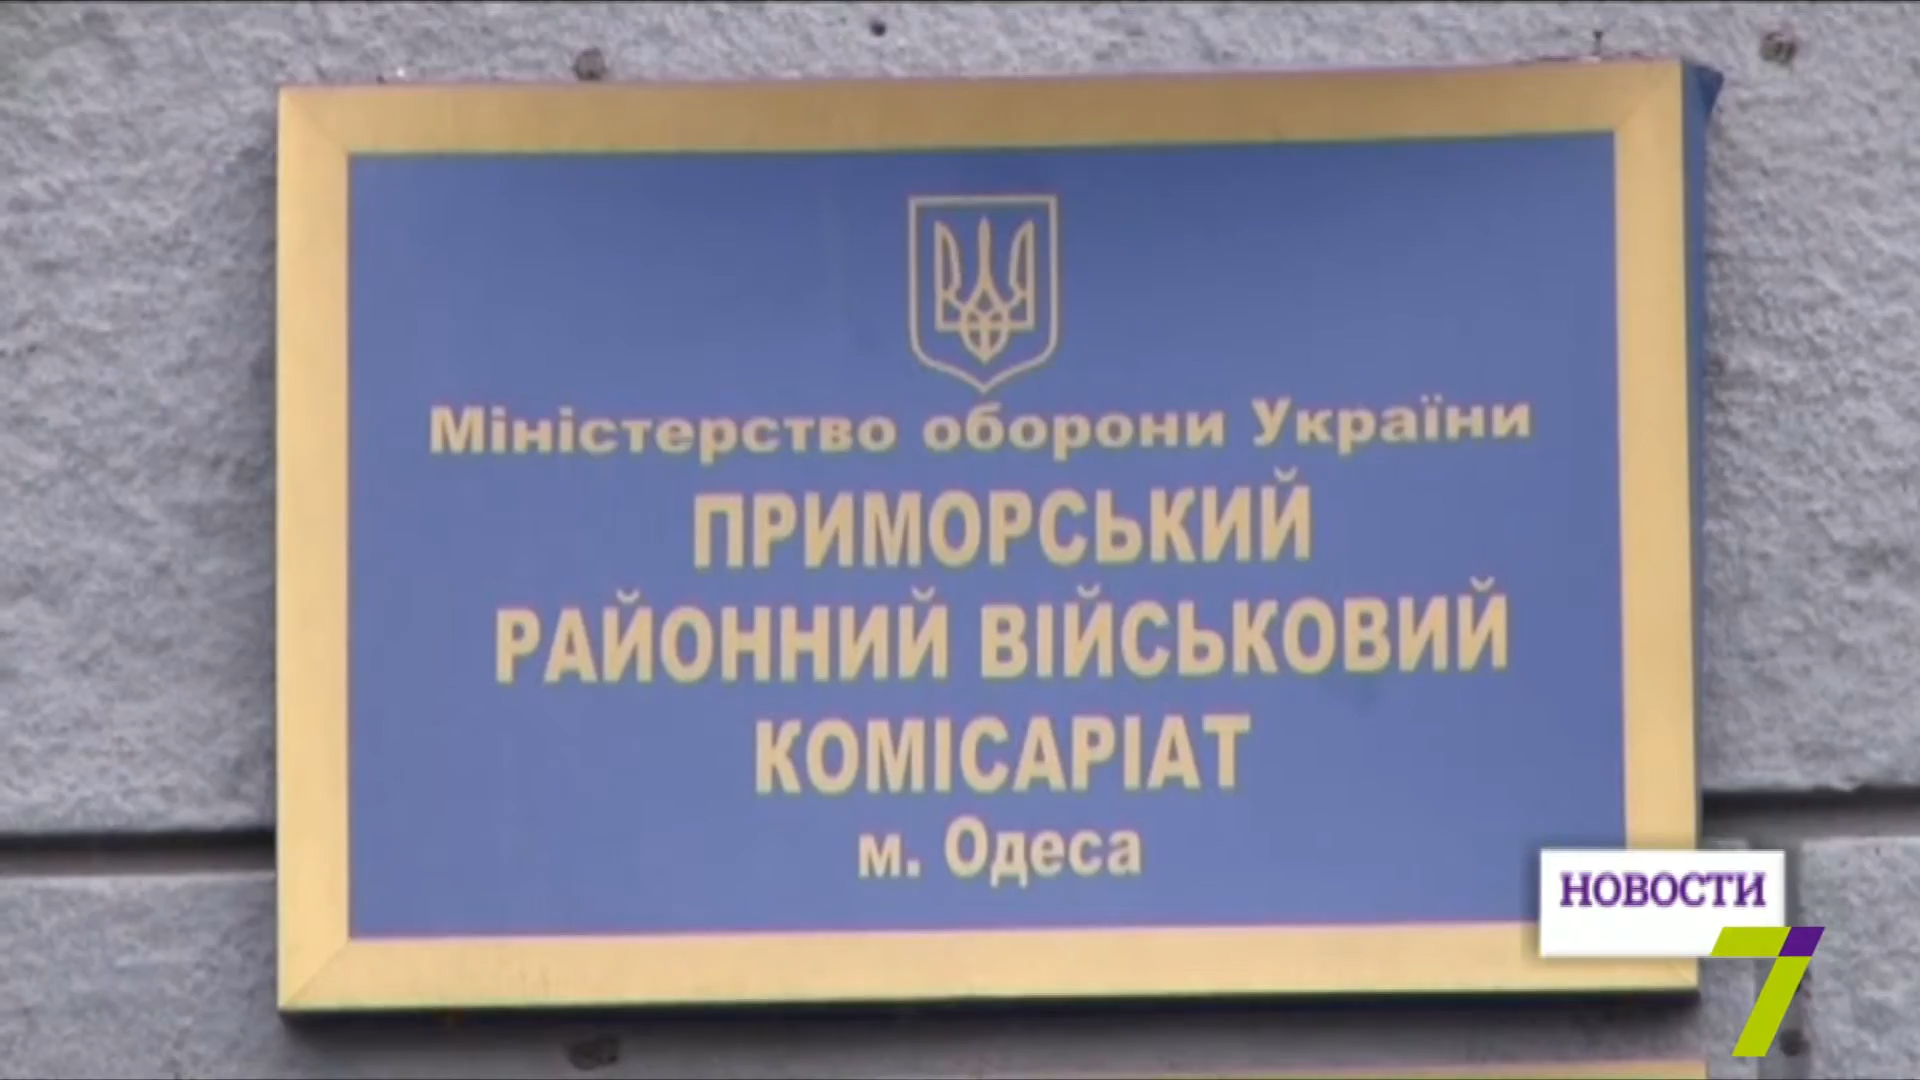 Міністерство оборони України
ПРИМОРСЬКИЙ
РАЙОННИЙ ВІЙСЬКОВИЙ
КОМІСАРІАТ
м. Одеса
НОВОСТИ
7